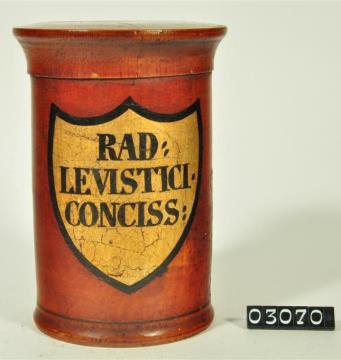 RAD:
LEVISTICI.
CONCISS:
03070